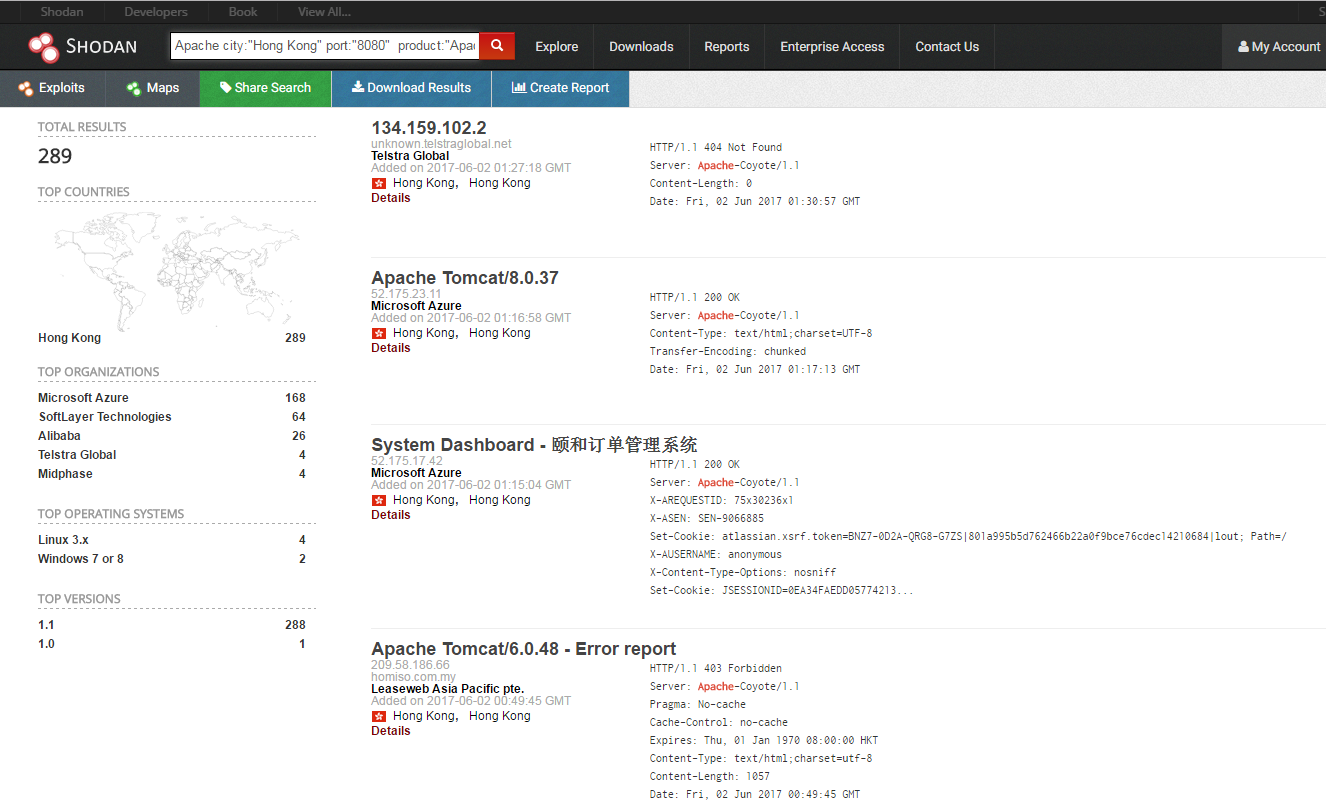 Shodan Developers Book View All...
SHODAN Apache city:"Hong Kong" port:"8080" product:"Apa Explore Downloads Reports Enterprise Access Contact Us My Account
Exploits Maps Share Search Download Results Create Report
TOTAL RESULTS
289
TOP COUNTRIES
Hong Kong 289
TOP ORGANIZATIONS
Microsoft Azure 168
SoftLayer Technologies 64
Alibaba 26
Telstra Global 4
Midphase 4
TOP OPERATING SYSTEMS
Linux 3.x 4
Windows 7 or 8 2
TOP VERSIONS
1.1 288
1.0 1
134.159.102.2
unknown.telstraglobal.net
Telstra Global
Added on 2017-06-02 01:27:18 GMT
Hong Kong, Hong Kong
Details
HTTP/1.1 404 Not Found
Server: Apache-Coyote/1.1
Content-Length: 0
Date: Fri, 02 Jun 2017 01:30:57 GMT
Apache Tomcat/8.0.37
52.175.23.11
Microsoft Azure
Added on 2017-06-02 01:16:58 GMT
Hong Kong, Hong Kong
Details
HTTP/1.1 200 OK
Server: Apache-Coyote/1.1
Content-Type: text/html;charset=UTF-8
Transfer-Encoding: chunked
Date: Fri, 02 Jun 2017 01:17:13 GMT
System Dashboard - 颐和订单管理系统
52.175.17.42
Microsoft Azure
Added on 2017-06-02 01:15:04 GMT
Hong Kong, Hong Kong
Details
HTTP/1.1 200 OK
Server: Apache-Coyote/1.1
X-AREQUESTID: 75x30236x1
X-ASEN: SEN-9066885
Set-Cookie: atlassian.xsrf.token=BNZ7-0D2A-QRG8-G7ZS|801a995b5d762466b22a0f9bce76cdec14210684|lout; Path=/
X-AUSERNAME: anonymous
X-Content-Type-Options: nosniff
Set-Cookie: JSESSIONID=0EA34FAEDD05774213...
Apache Tomcat/6.0.48 - Error report
209.58.186.66
homiso.com.my
Leaseweb Asia Pacific pte.
Added on 2017-06-02 00:49:45 GMT
Hong Kong, Hong Kong
Details
HTTP/1.1 403 Forbidden
Server: Apache-Coyote/1.1
Pragma: No-cache
Cache-Control: no-cache
Expires: Thu, 01 Jan 1970 08:00:00 HKT
Content-Type: text/html;charset=utf-8
Content-Length: 1057
Date: Fri, 02 Jun 2017 00:49:45 GMT